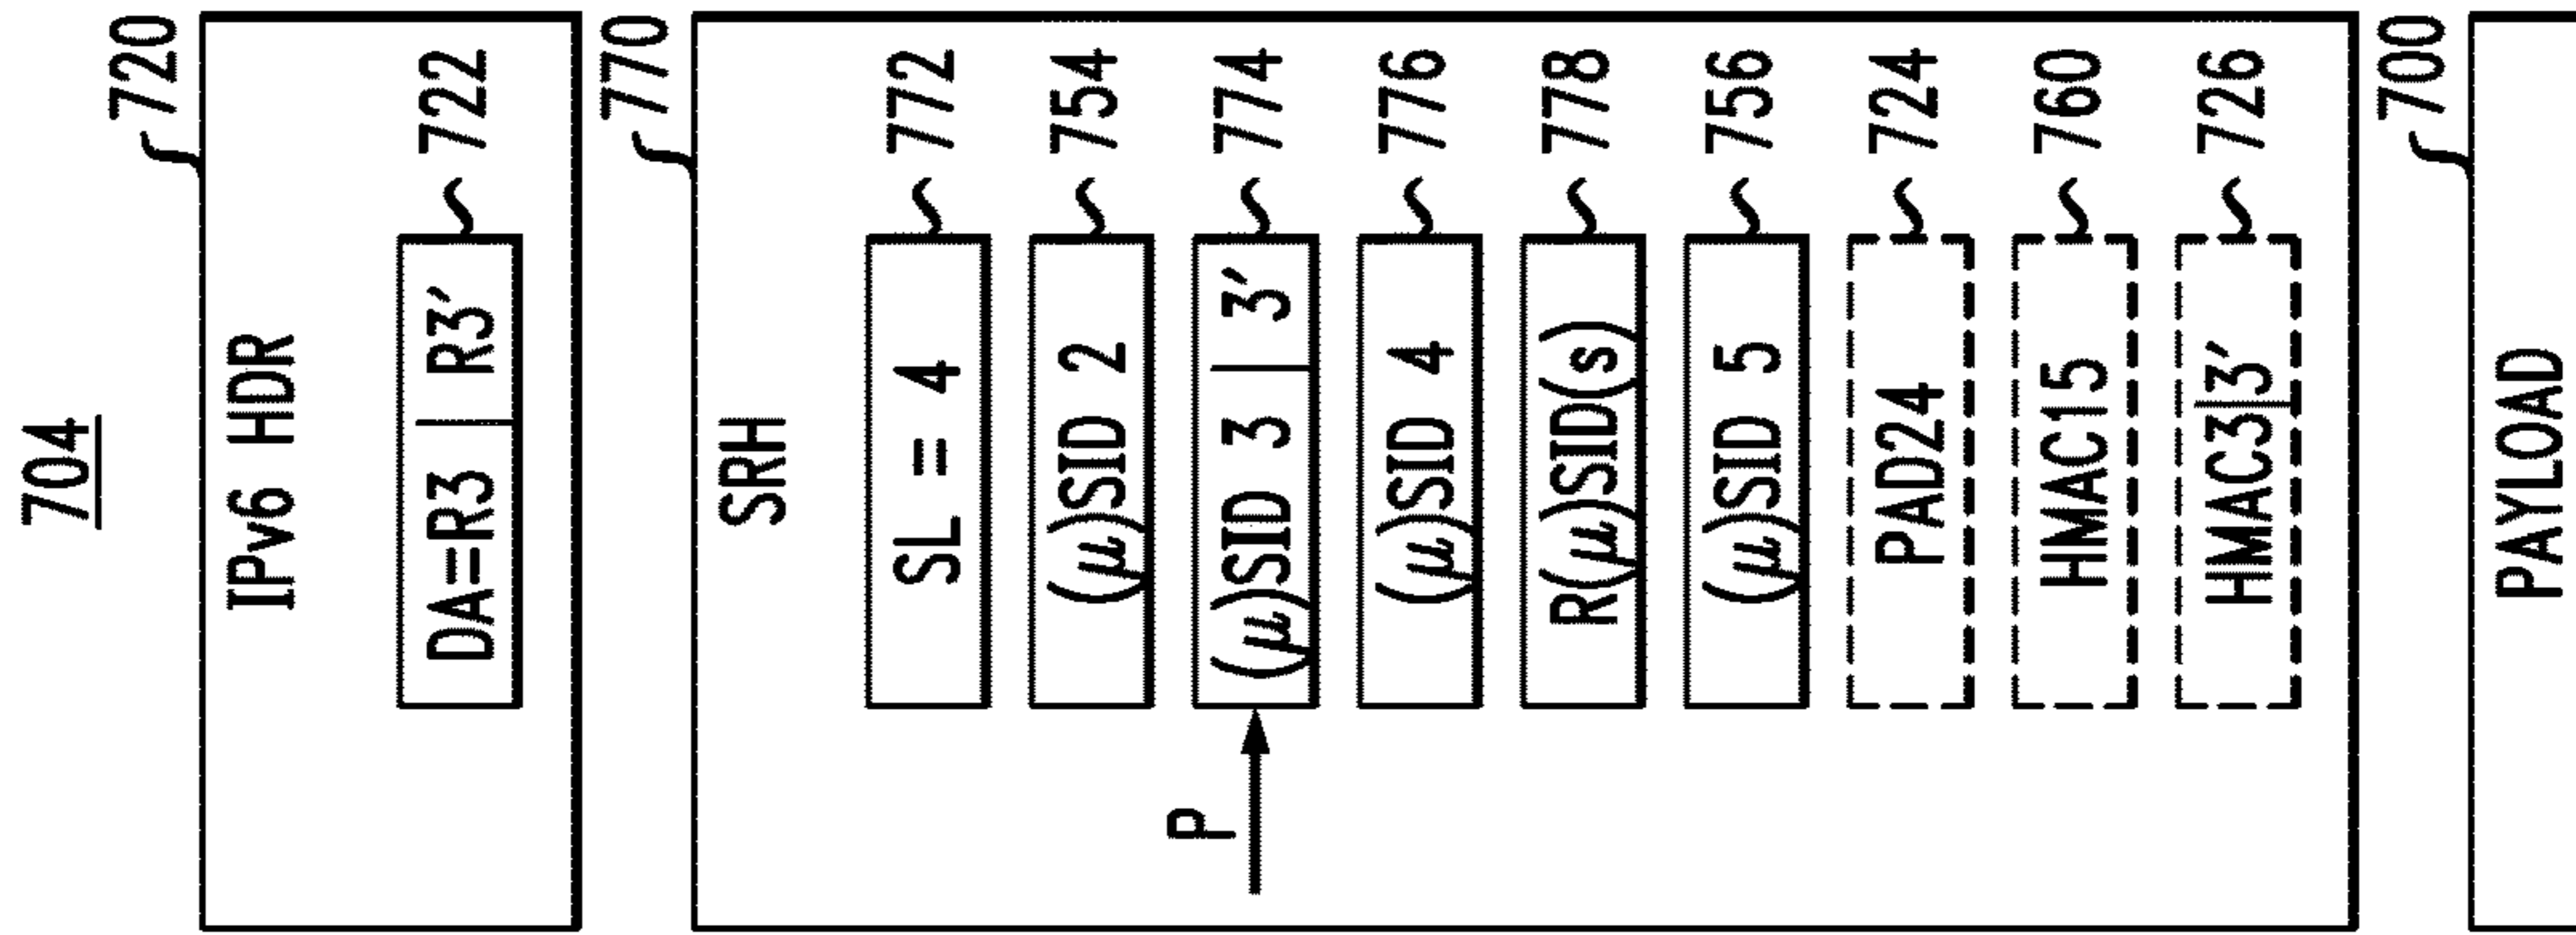 704
720
IPv6 HDR
DA=R3 | R3′ 722
770
SRH
SL = 4 772
(μ)SID 2 754
P (μ)SID 3 | 3′ 774
(μ)SID 4 776
R(μ)SID(s) 778
(μ)SID 5 756
PAD24 724
HMAC15 760
HMAC3|3′ 726
700
PAYLOAD